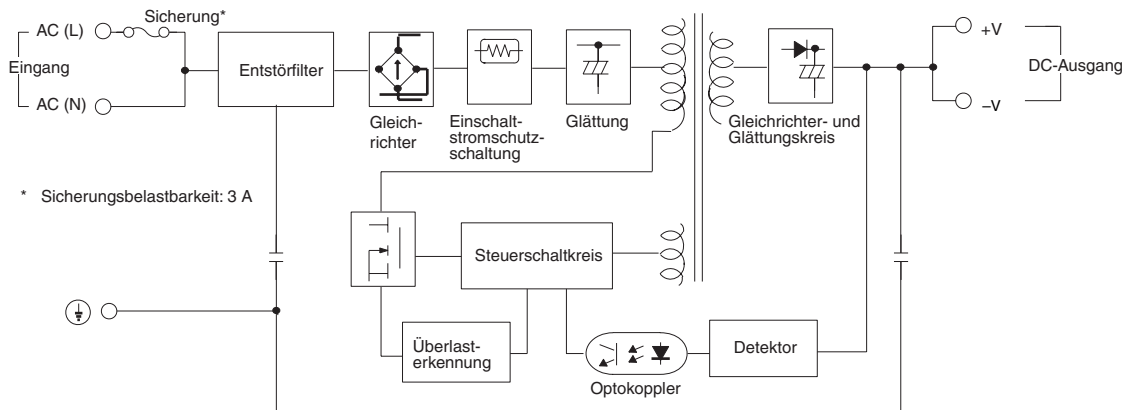 AC (L)
Sicherung*
Eingang
AC (N)
Entstörfilter
Gleich-
richter
Einschalt-
stromschutz-
schaltung
Glättung
Gleichrichter- und
Glättungskreis
+V
DC-Ausgang
–V
* Sicherungsbelastbarkeit: 3 A
Steuerschaltkreis
Überlast-
erkennung
Optokoppler
Detektor